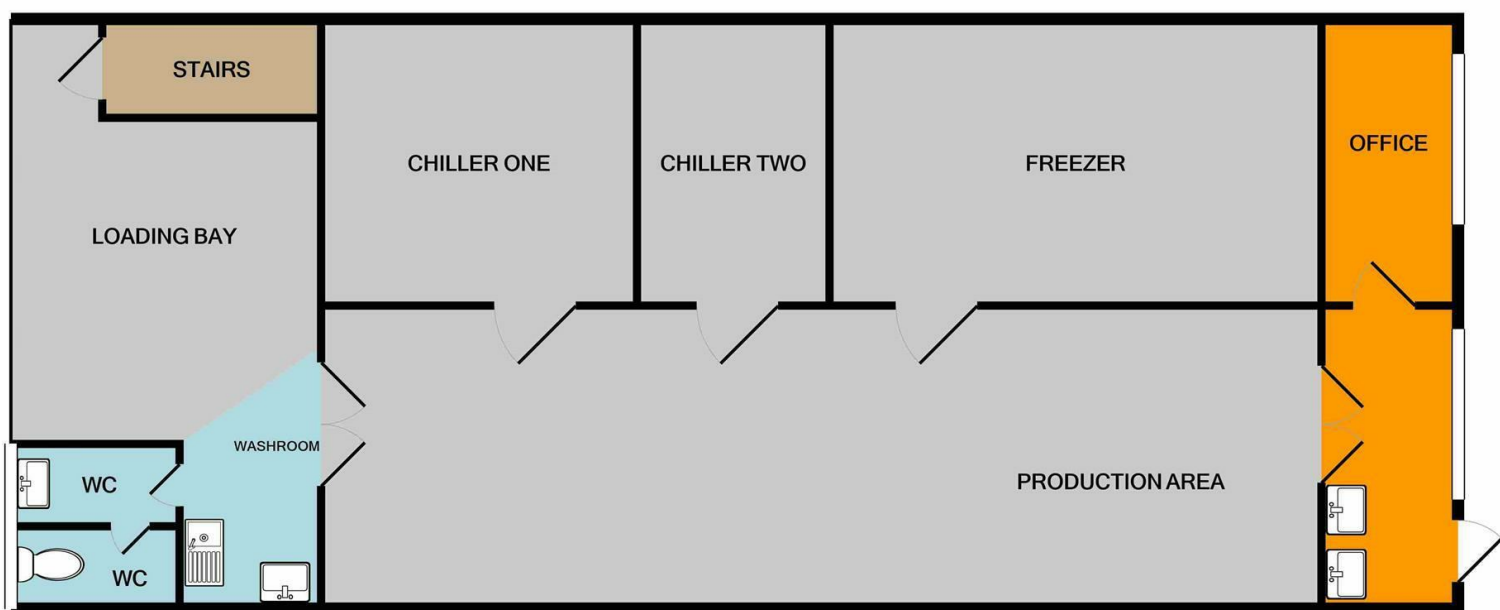 STAIRS
OFFICE
CHILLER ONE
CHILLER TWO
FREEZER
LOADING BAY
WASHROOM
WC
PRODUCTION AREA
WC